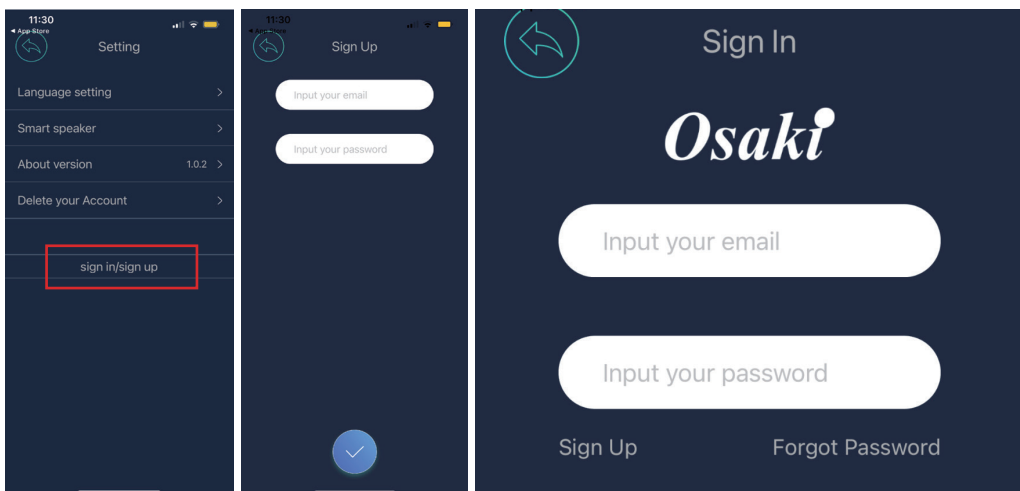 11:30
App Store
Setting
Language setting
Smart speaker
About version 1.0.2
Delete your Account
sign in/sign up
11:30
App Store
Sign Up
Input your email
Input your password
Sign In
Osaki
Input your email
Input your password
Sign Up Forgot Password